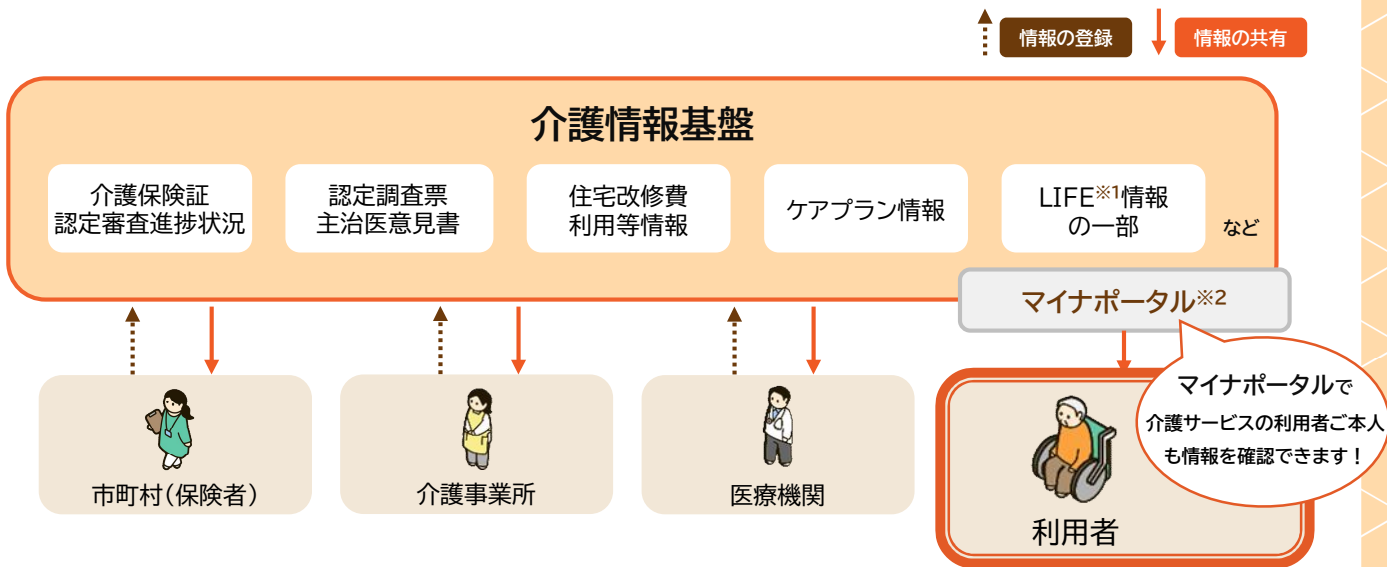 情報の登録
情報の共有
介護情報基盤
介護保険証
認定審査進捗状況
認定調査票
主治医意見書
住宅改修費
利用等情報
ケアプラン情報
LIFE※1情報
の一部
など
マイナポータル※2
マイナポータルで
介護サービスの利用者ご本人
も情報を確認できます！
市町村(保険者)
介護事業所
医療機関
利用者